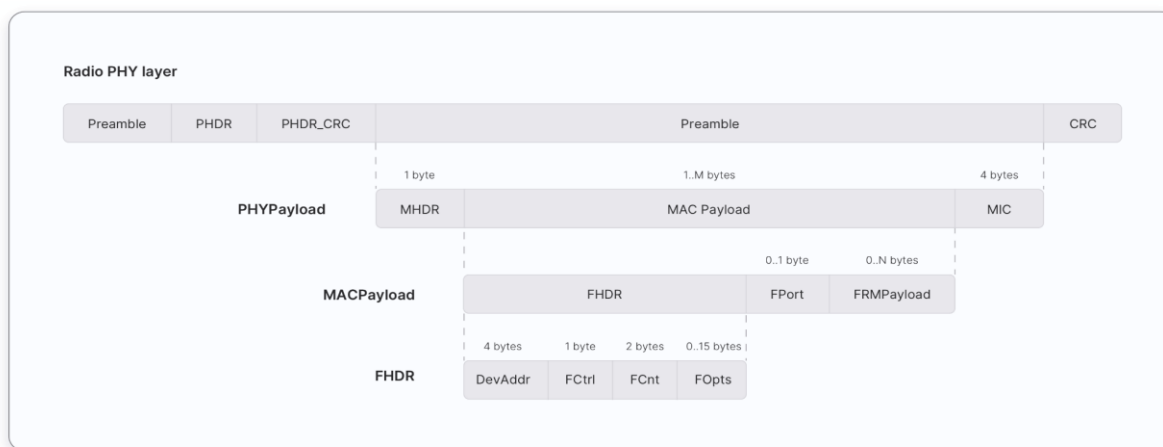 Radio PHY layer
Preamble PHDR PHDR_CRC Preamble CRC
1 byte 1..M bytes 4 bytes
PHYPayload MHDR MAC Payload MIC
0..1 byte 0..N bytes
MACPayload FHDR FPort FRMPayload
4 bytes 1 byte 2 bytes 0..15 bytes
FHDR DevAddr FCtrl FCnt FOpts